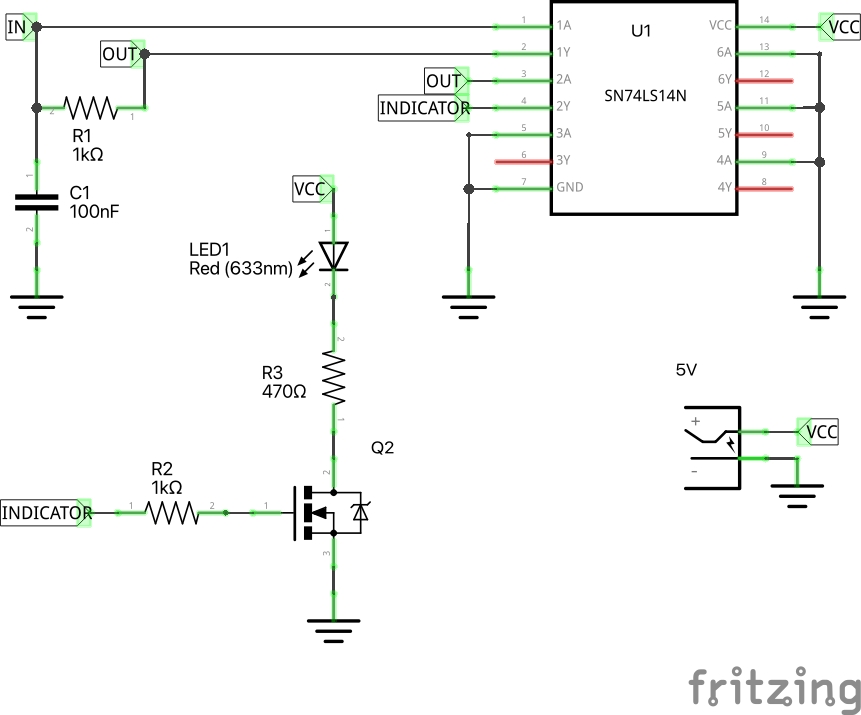 IN
OUT
2
1
R1
1kΩ
1
C1
100nF
2
OUT
INDICATOR
1
1A
2
1Y
3
2A
4
2Y
5
3A
6
3Y
7
GND
U1
SN74LS14N
VCC
14
6A
13
6Y
12
5A
11
5Y
10
4A
9
4Y
8
VCC
VCC
1
LED1
Red (633nm)
2
2
R3
470Ω
1
Q2
2
R2
1kΩ
INDICATOR
1
2
1
3
5V
+
-
VCC
fritzing